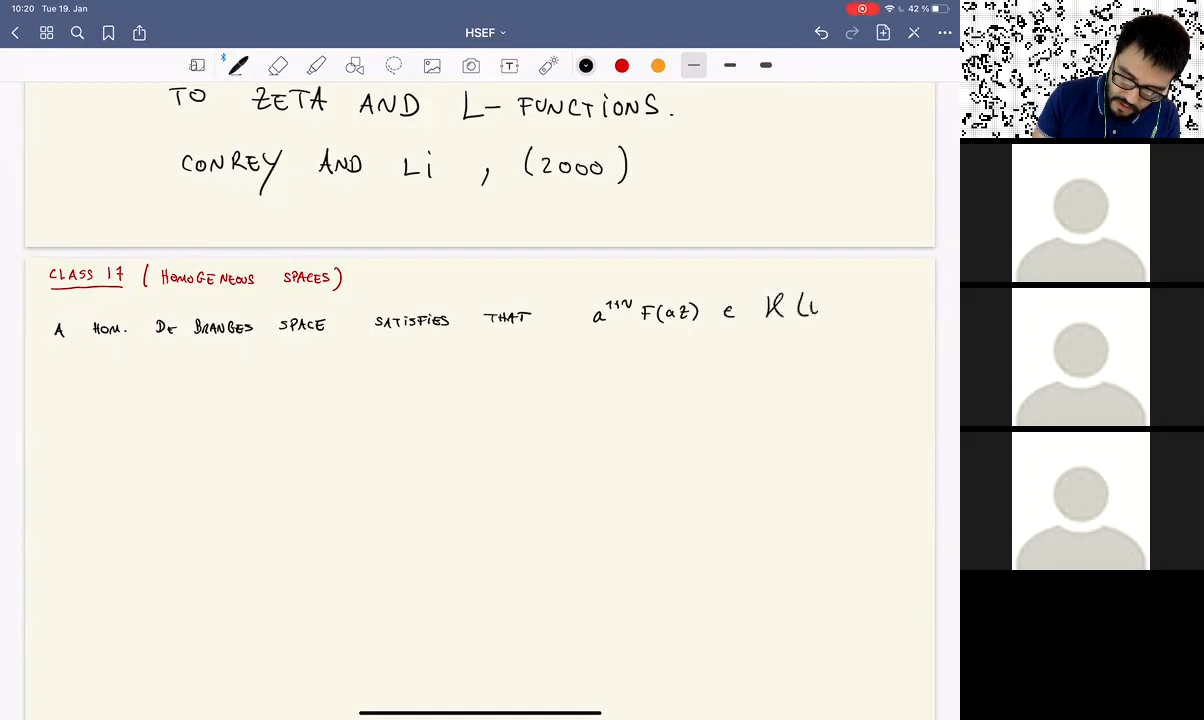 10:20 Tue 19. Jan
42 %
HSEF
TO ZETA AND L-FUNCTIONS.
CONREY AND Li, (2000)
CLASS 17 (HOMOGENEOUS SPACES)
A HOM. DE BRANGES SPACE SATISFIES THAT a^{1+ν} F(az) ∈ H(